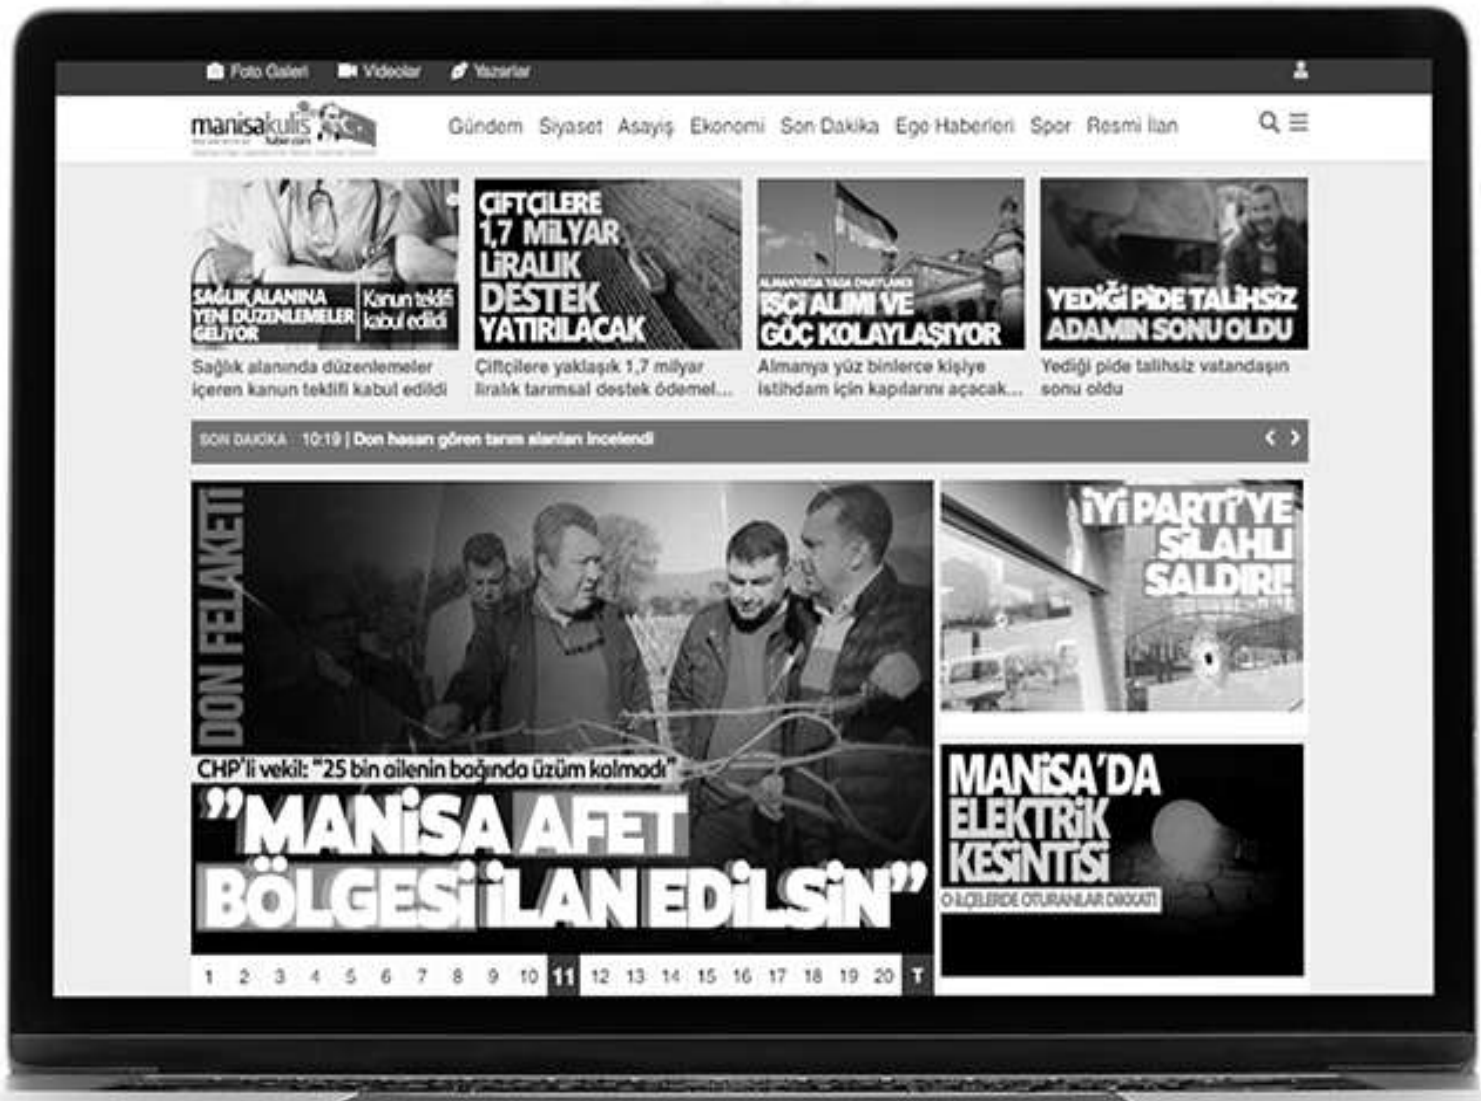 Foto Galeri Videolar Yazarlar
manisakulis
haber.com
Gündem Siyaset Asayiş Ekonomi Son Dakika Ege Haberleri Spor Resmi İlan
SAĞLIK ALANINA
YENİ DÜZENLEMELER
GELİYOR
Kanun teklifi
kabul edildi
Sağlık alanında düzenlemeler
içeren kanun teklifi kabul edildi
ÇİFTÇİLERE
1,7 MİLYAR
LİRALIK
DESTEK
YATIRILACAK
Çiftçilere yaklaşık 1,7 milyar
liralık tarımsal destek ödemel...
ALMANYA'DA YASA ONAYLANDI
İŞÇİ ALIMI VE
GÖÇ KOLAYLAŞIYOR
Almanya yüz binlerce kişiye
istihdam için kapılarını açacak...
YEDİĞİ PİDE TALİHSİZ
ADAMIN SONU OLDU
Yediği pide talihsiz vatandaşın
sonu oldu
SON DAKİKA 10:19 | Don hasarı gören tarım alanları incelendi
DON FELAKETİ
CHP'li vekil: "25 bin ailenin bağında üzüm kalmadı"
"MANİSA AFET
BÖLGESİ İLAN EDİLSİN"
1 2 3 4 5 6 7 8 9 10 11 12 13 14 15 16 17 18 19 20 T
İYİ PARTİ'YE
SİLAHLI
SALDIRI!
MANİSA'DA
ELEKTRİK
KESİNTİSİ
O İLÇELERDE OTURANLAR DİKKAT!